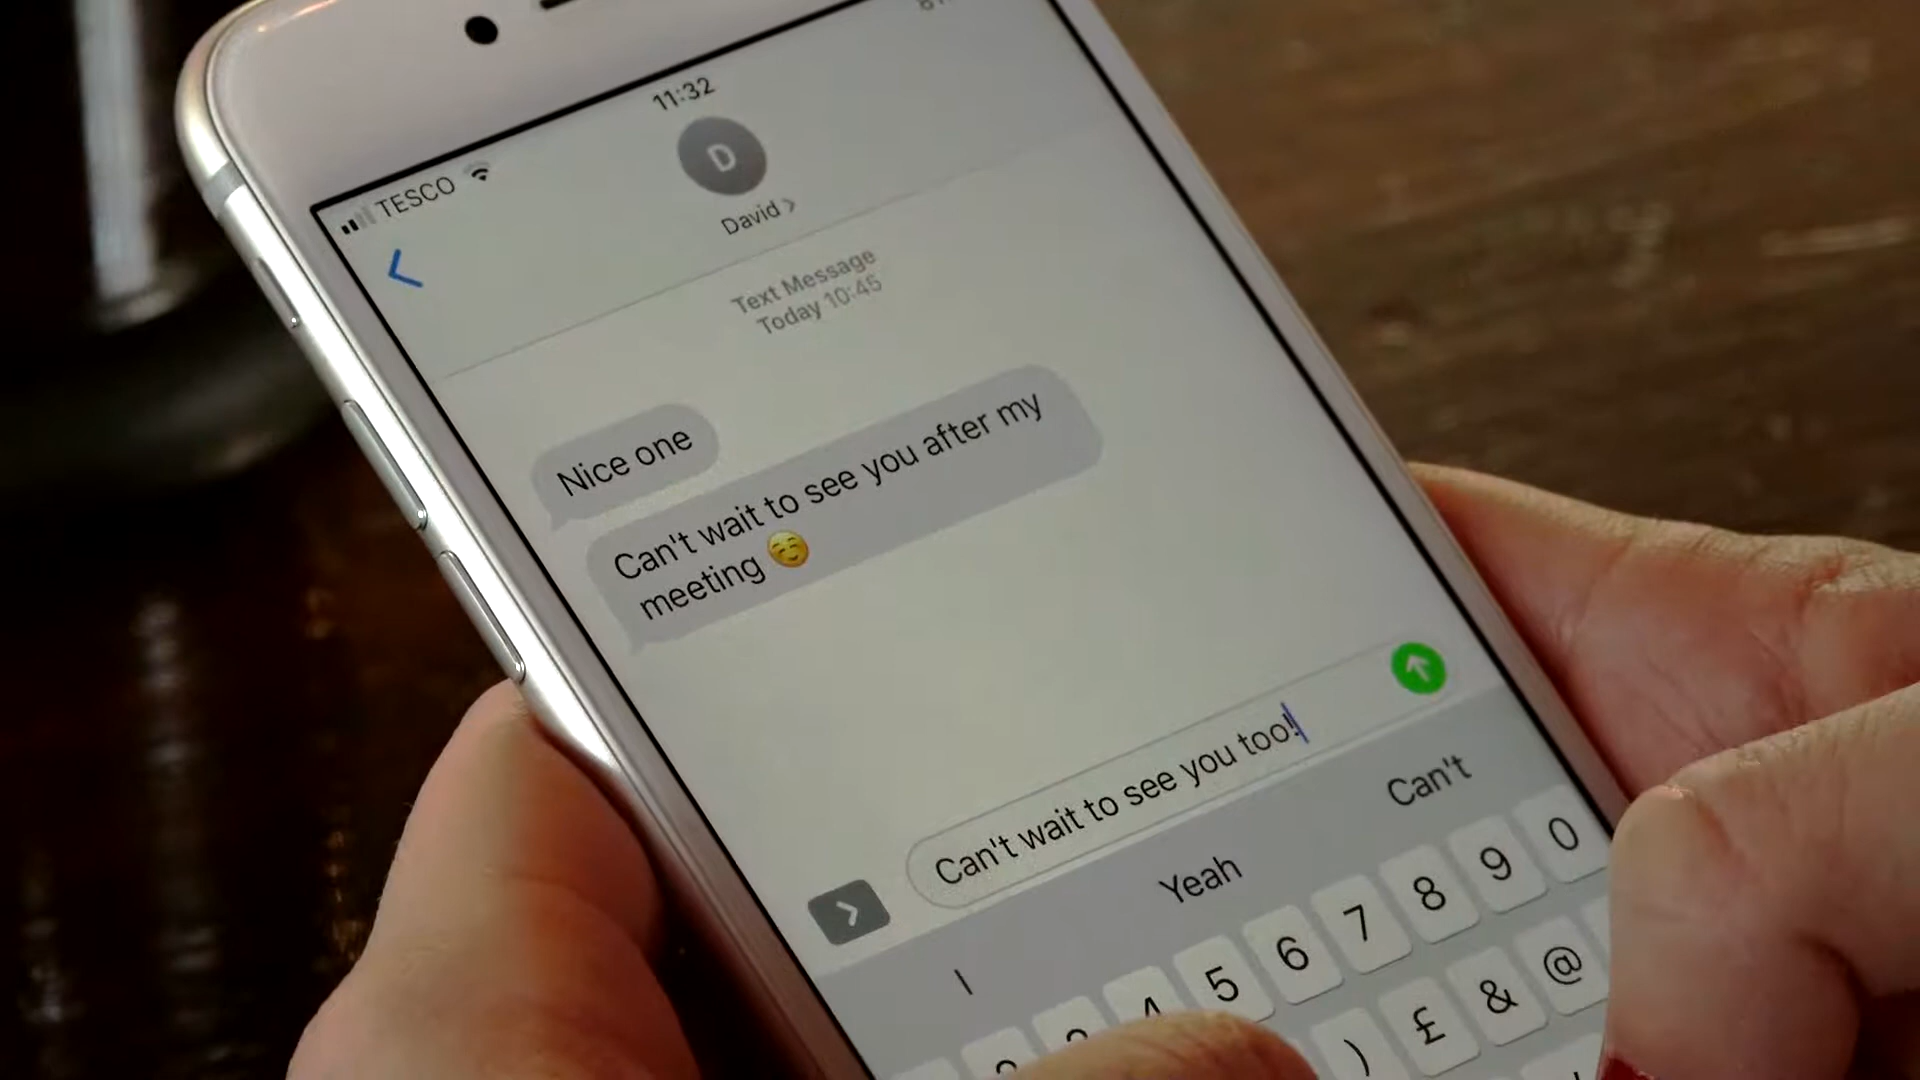 11:32
TESCO
D
David
Text Message
Today 10:45
Nice one
Can't wait to see you after my
meeting ☺️
Can't wait to see you too!
I Yeah Can't
4 5 6 7 8 9 0
) £ & @